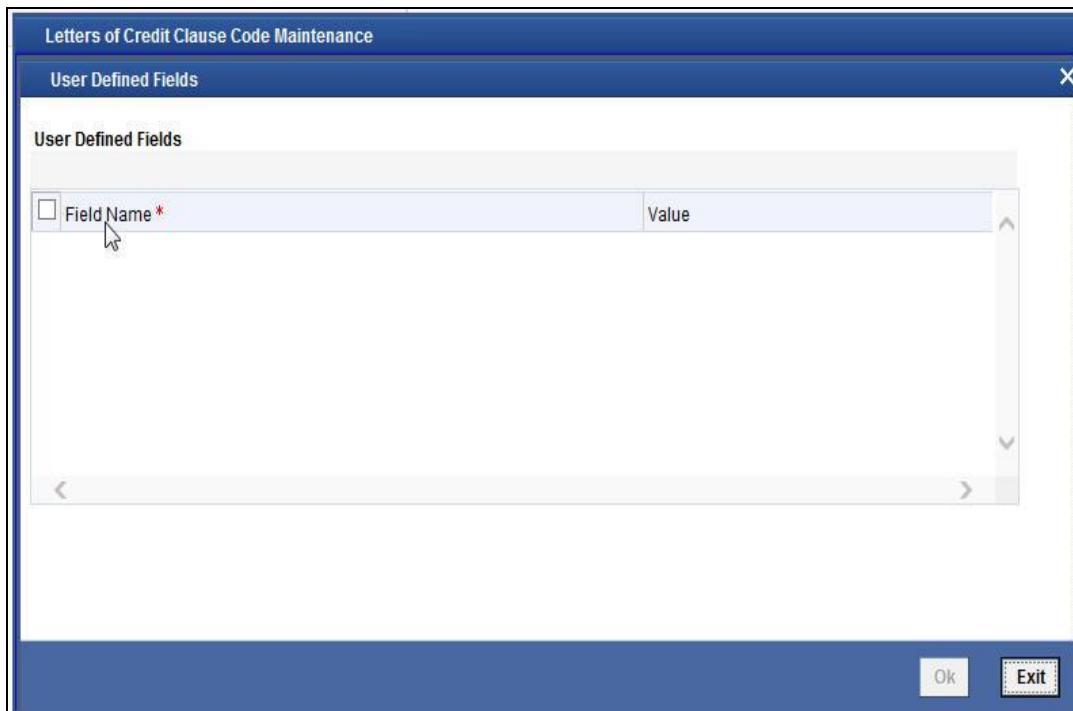 Letters of Credit Clause Code Maintenance
User Defined Fields
User Defined Fields
Field Name * Value
Ok Exit